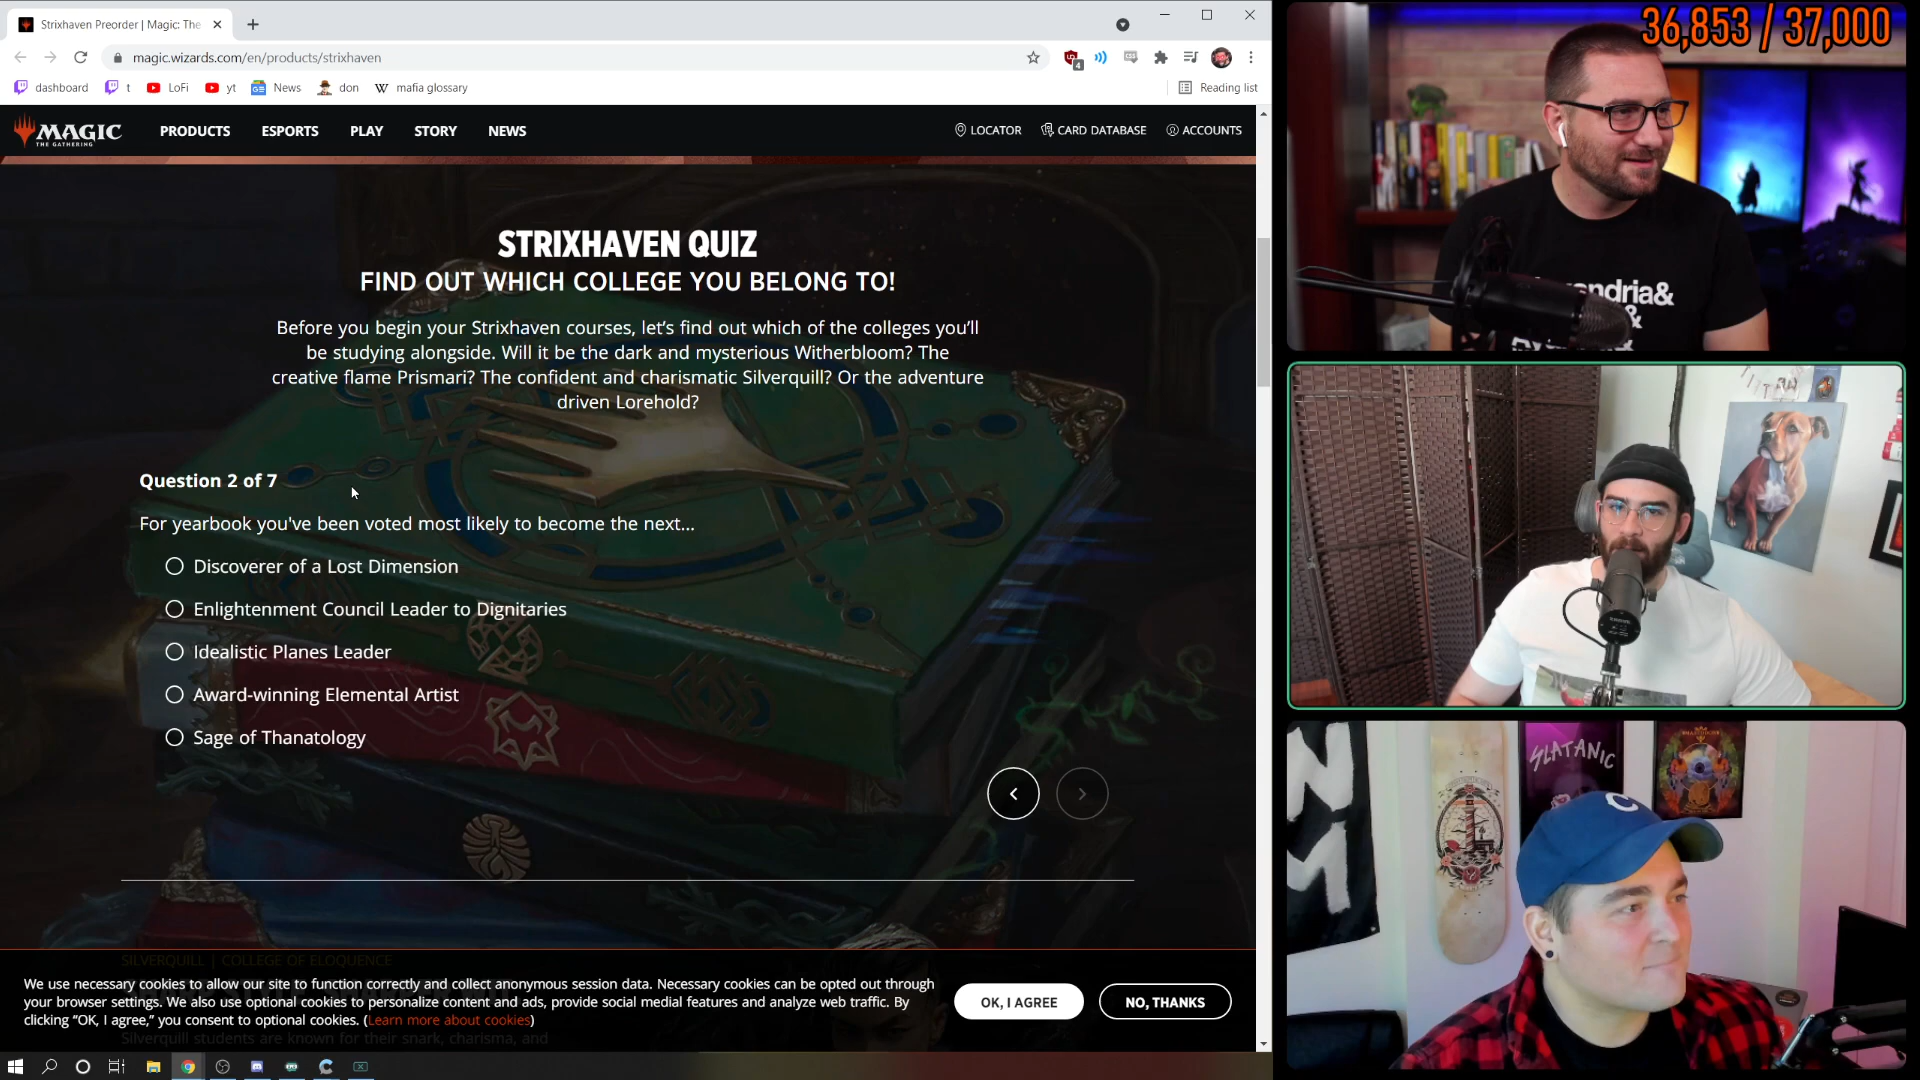 Strixhaven Preorder | Magic: The
magic.wizards.com/en/products/strixhaven
4
dashboard
t
LoFi
yt
News
don
W
mafia glossary
Reading list
MAGIC
THE GATHERING
PRODUCTS
ESPORTS
PLAY
STORY
NEWS
LOCATOR
CARD DATABASE
ACCOUNTS
STRIXHAVEN QUIZ
FIND OUT WHICH COLLEGE YOU BELONG TO!
Before you begin your Strixhaven courses, let's find out which of the colleges you'll
be studying alongside. Will it be the dark and mysterious Witherbloom? The
creative flame Prismari? The confident and charismatic Silverquill? Or the adventure
driven Lorehold?
Question 2 of 7
For yearbook you've been voted most likely to become the next...
Discoverer of a Lost Dimension
Enlightenment Council Leader to Dignitaries
Idealistic Planes Leader
Award-winning Elemental Artist
Sage of Thanatology
SILVERQUILL | COLLEGE OF ELOQUENCE
We use necessary cookies to allow our site to function correctly and collect anonymous session data. Necessary cookies can be opted out through
your browser settings. We also use optional cookies to personalize content and ads, provide social medial features and analyze web traffic. By
clicking "OK, I agree," you consent to optional cookies. (Learn more about cookies)
OK, I AGREE
NO, THANKS
Silverquill students are known for their snark, charisma, and
36,853 / 37,000
SLATANIC
C